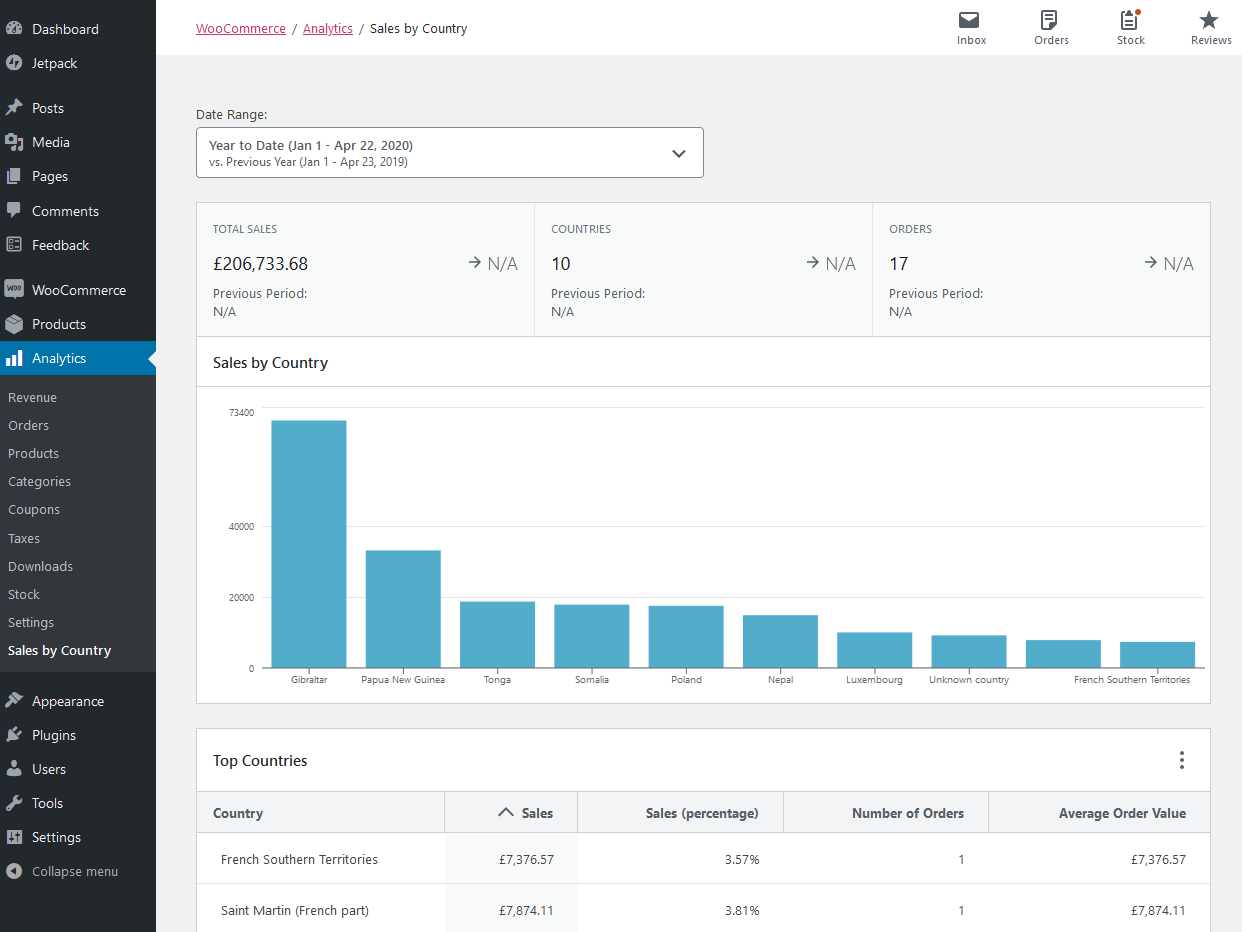 Dashboard
Jetpack
Posts
Media
Pages
Comments
Feedback
WOO WooCommerce
Products
Analytics
Revenue
Orders
Products
Categories
Coupons
Taxes
Downloads
Stock
Settings
Sales by Country
Appearance
Plugins
Users
Tools
Settings
Collapse menu
WooCommerce / Analytics / Sales by Country
Inbox Orders Stock Reviews
Date Range:
Year to Date (Jan 1 - Apr 22, 2020)
vs. Previous Year (Jan 1 - Apr 23, 2019)
TOTAL SALES
£206,733.68 N/A
Previous Period:
N/A
COUNTRIES
10 N/A
Previous Period:
N/A
ORDERS
17 N/A
Previous Period:
N/A
Sales by Country
73400
40000
20000
0
Gibraltar Papua New Guinea Tonga Somalia Poland Nepal Luxembourg Unknown country French Southern Territories
Top Countries
Country Sales Sales (percentage) Number of Orders Average Order Value
French Southern Territories £7,376.57 3.57% 1 £7,376.57
Saint Martin (French part) £7,874.11 3.81% 1 £7,874.11